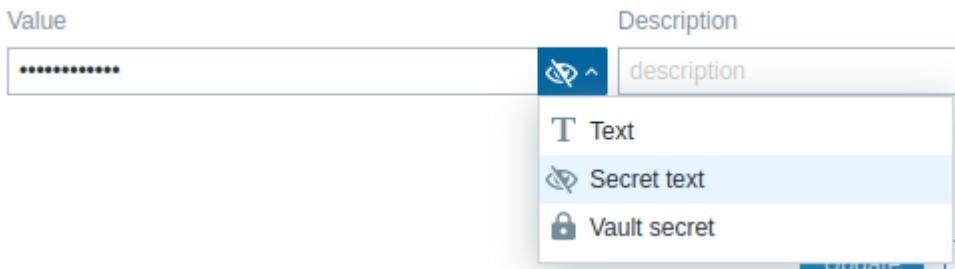 Value Description
•••••••••••• description
Text
Secret text
Vault secret